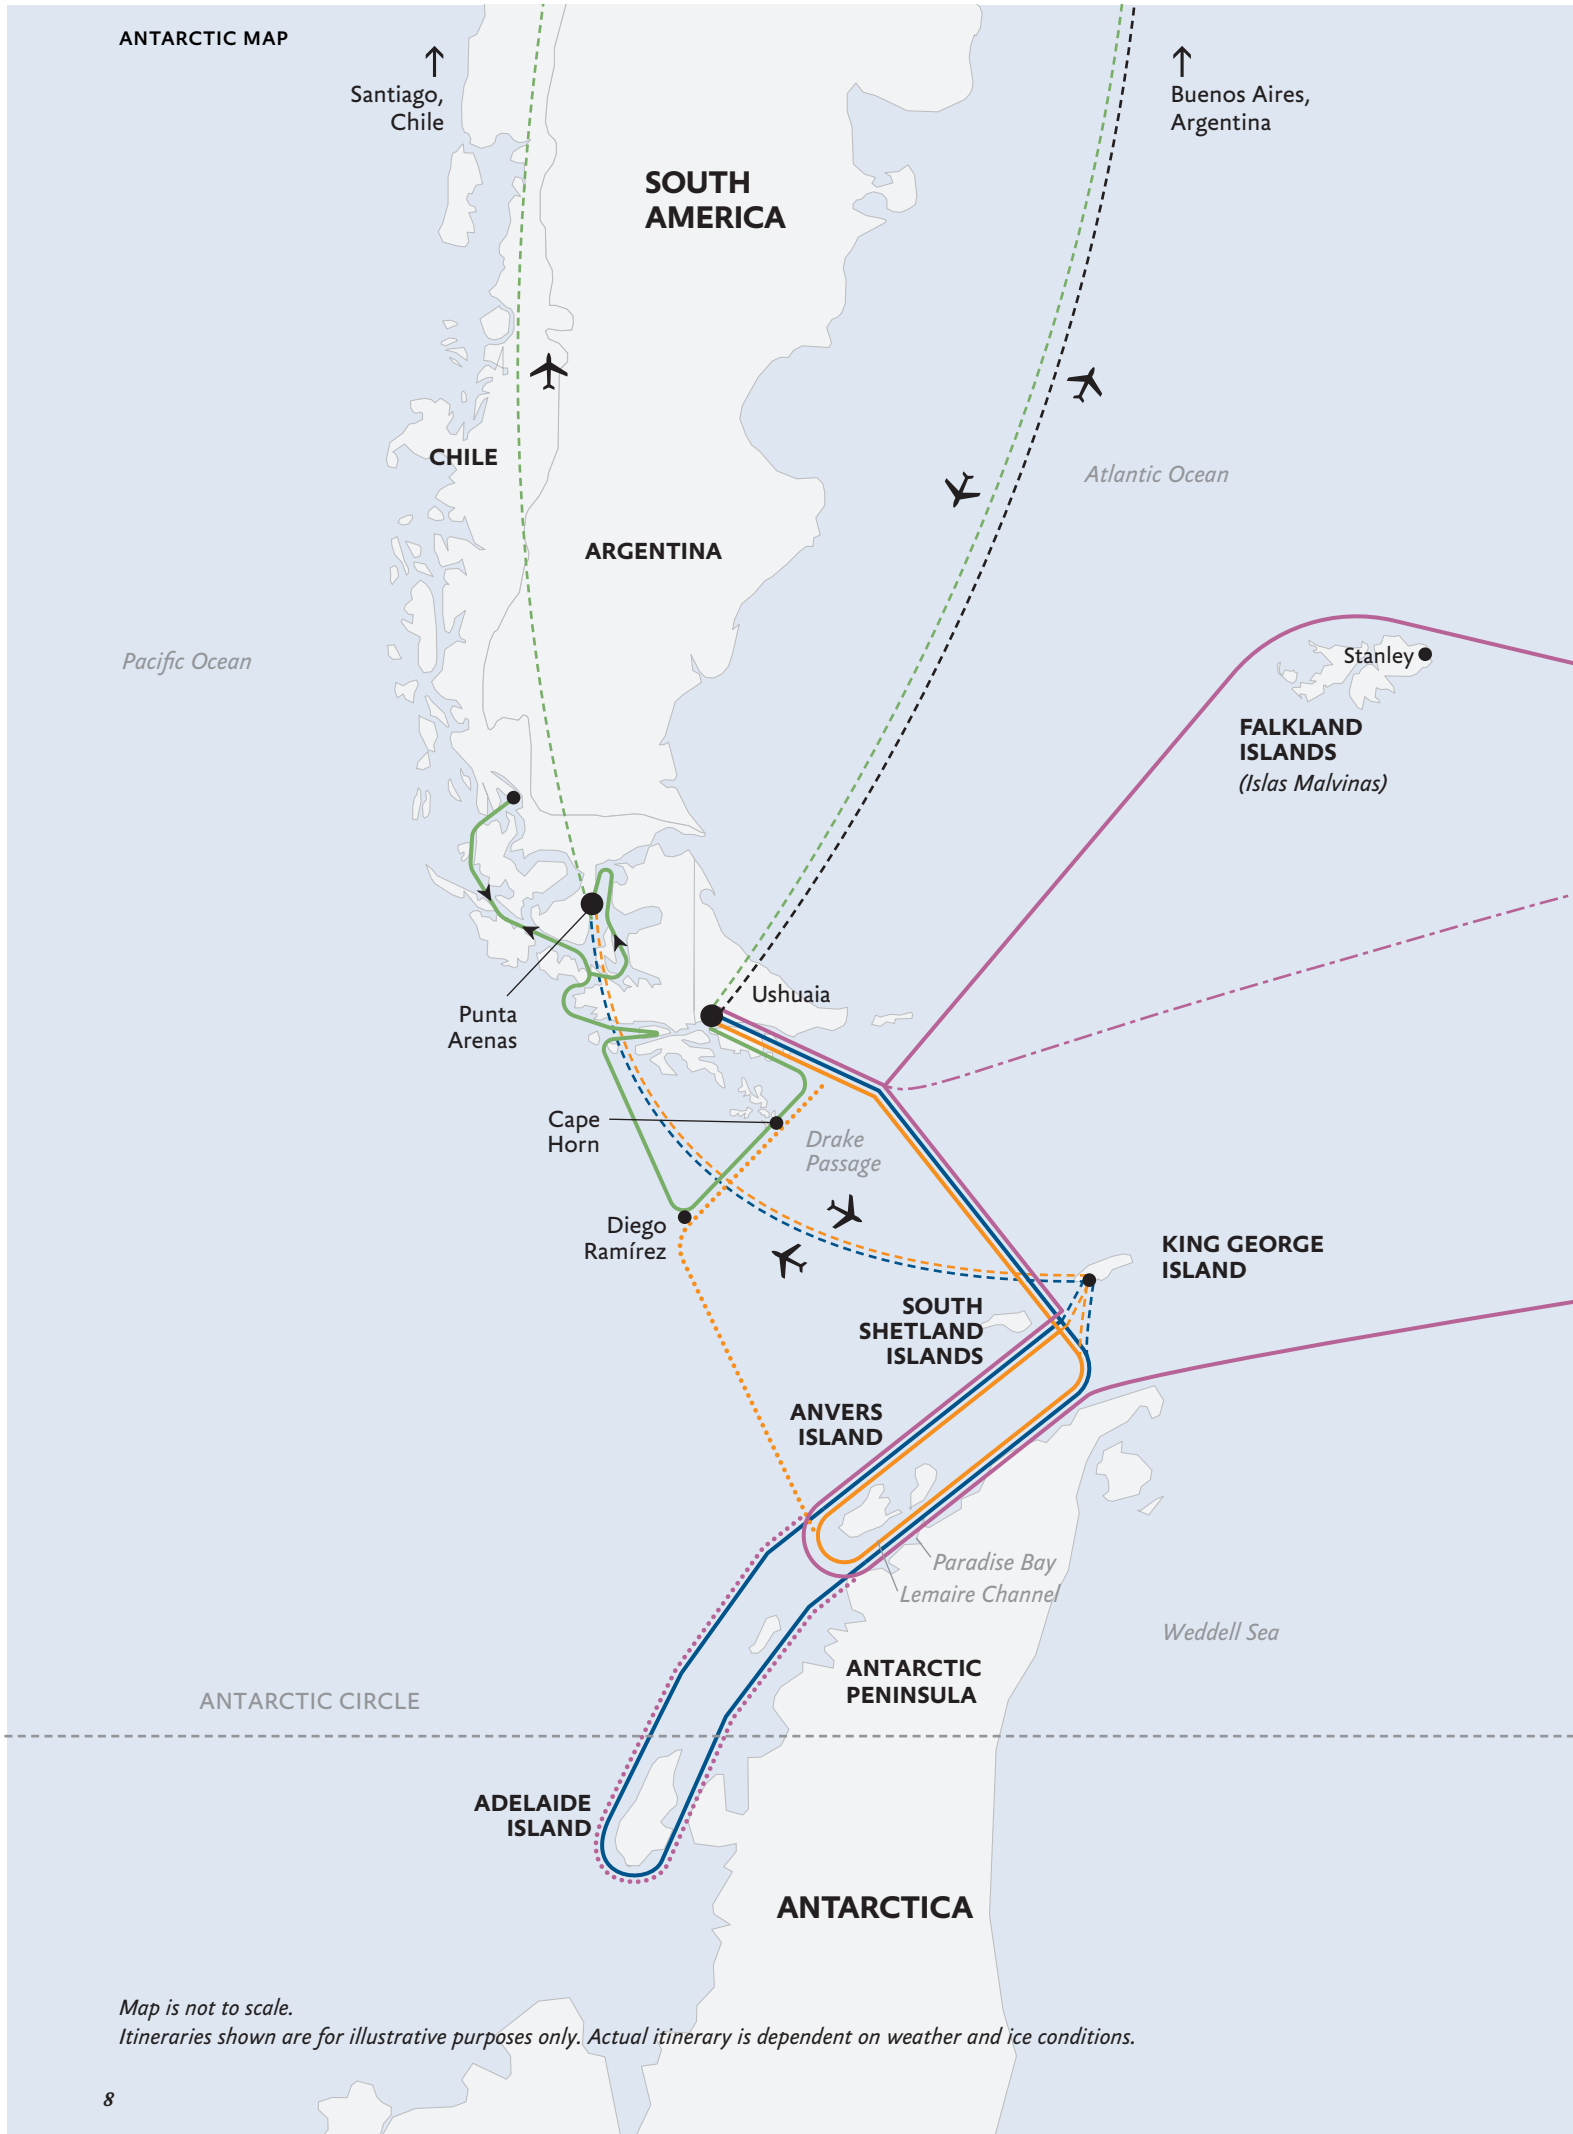 ANTARCTIC MAP
Santiago,
Chile
Buenos Aires,
Argentina
SOUTH
AMERICA
CHILE
Atlantic Ocean
ARGENTINA
Pacific Ocean
Stanley
FALKLAND
ISLANDS
(Islas Malvinas)
Ushuaia
Punta
Arenas
Cape
Horn
Drake
Passage
Diego
Ramírez
KING GEORGE
ISLAND
SOUTH
SHETLAND
ISLANDS
ANVERS
ISLAND
Paradise Bay
Lemaire Channel
Weddell Sea
ANTARCTIC
PENINSULA
ANTARCTIC CIRCLE
ADELAIDE
ISLAND
ANTARCTICA
Map is not to scale.
Itineraries shown are for illustrative purposes only. Actual itinerary is dependent on weather and ice conditions.
8